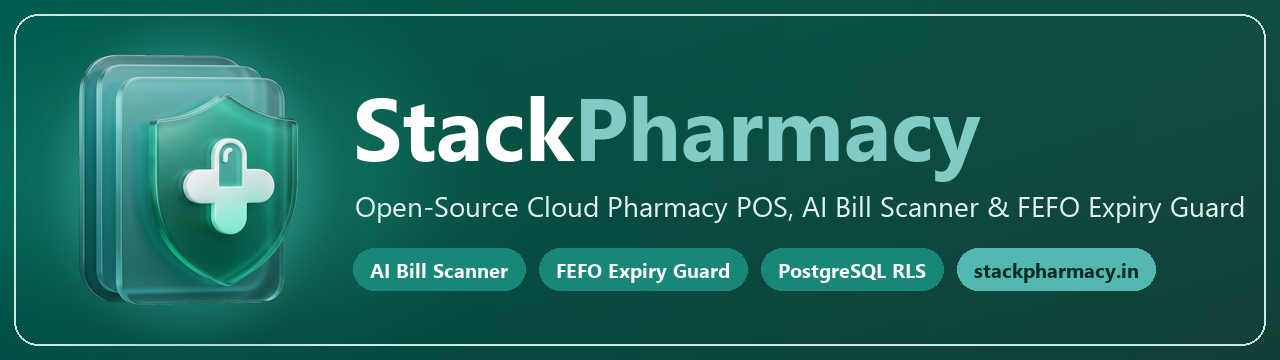 StackPharmacy
Open-Source Cloud Pharmacy POS, AI Bill Scanner & FEFO Expiry Guard
AI Bill Scanner
FEFO Expiry Guard
PostgreSQL RLS
stackpharmacy.in